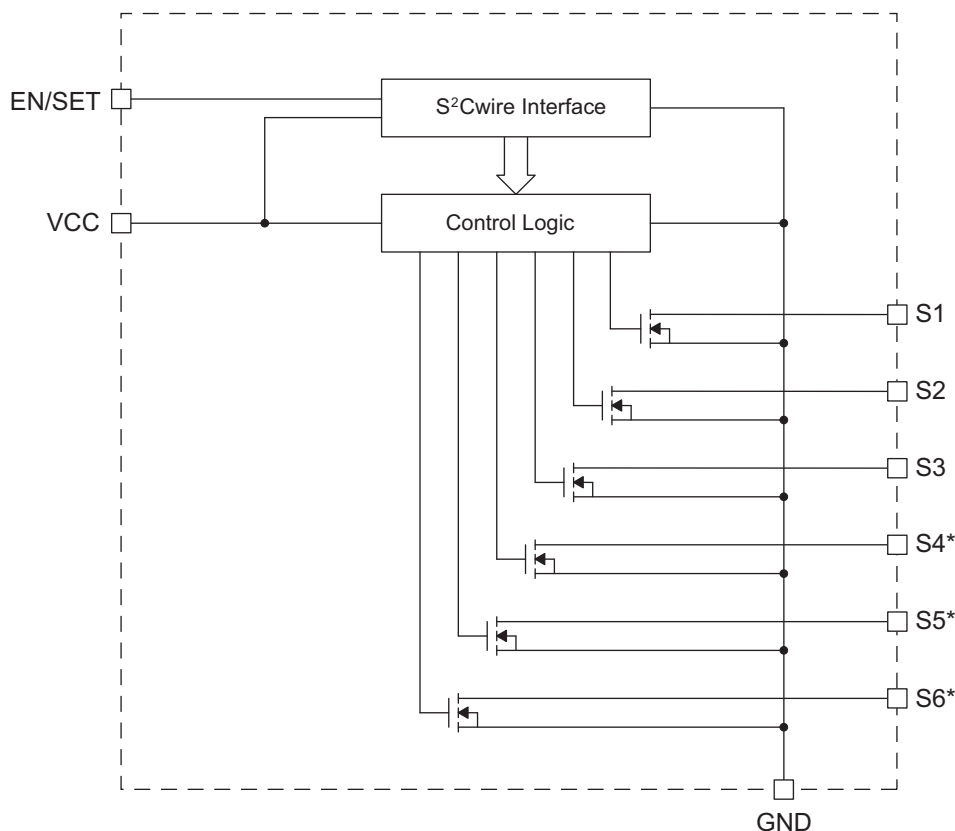 EN/SET
S²Cwire Interface
VCC
Control Logic
S1
S2
S3
S4*
S5*
S6*
GND